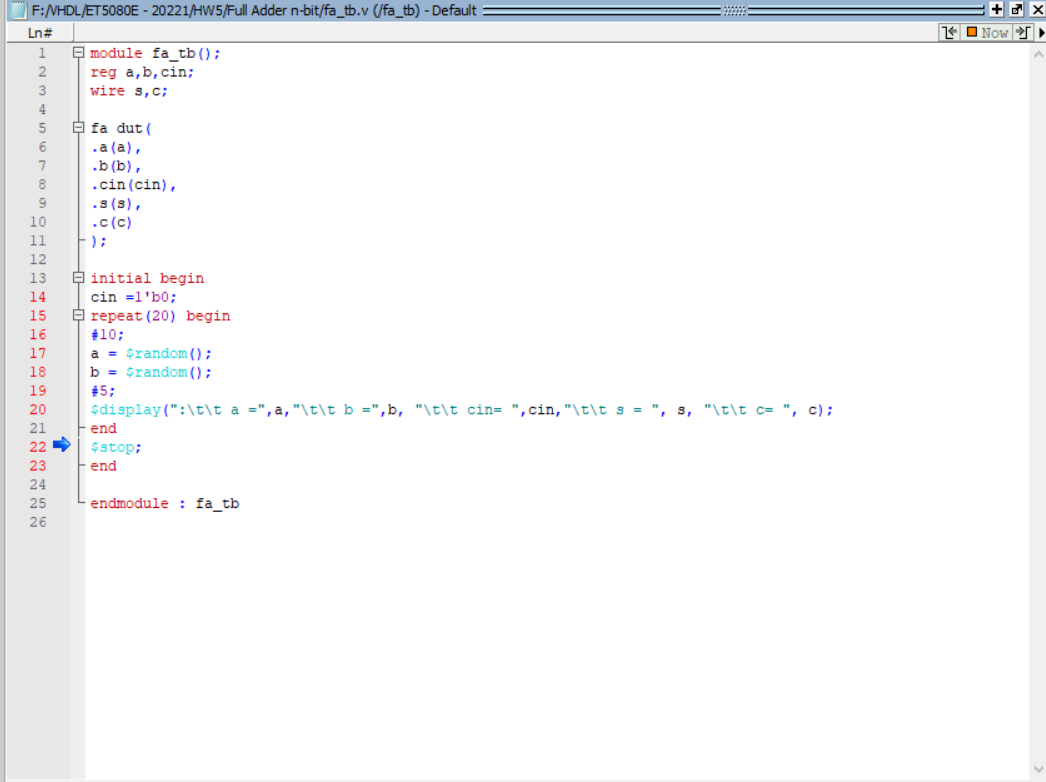 F:/VHDL/ET5080E - 20221/HW5/Full Adder n-bit/fa_tb.v (/fa_tb) - Default
Ln#
Now
1 module fa_tb();
2 reg a,b,cin;
3 wire s,c;
4
5 fa dut(
6 .a(a),
7 .b(b),
8 .cin(cin),
9 .s(s),
10 .c(c)
11 );
12
13 initial begin
14 cin =1'b0;
15 repeat(20) begin
16 #10;
17 a = $random();
18 b = $random();
19 #5;
20 $display(":\t\t a =",a,"\t\t b =",b, "\t\t cin= ",cin,"\t\t s = ", s, "\t\t c= ", c);
21 end
22 $stop;
23 end
24
25 endmodule : fa_tb
26